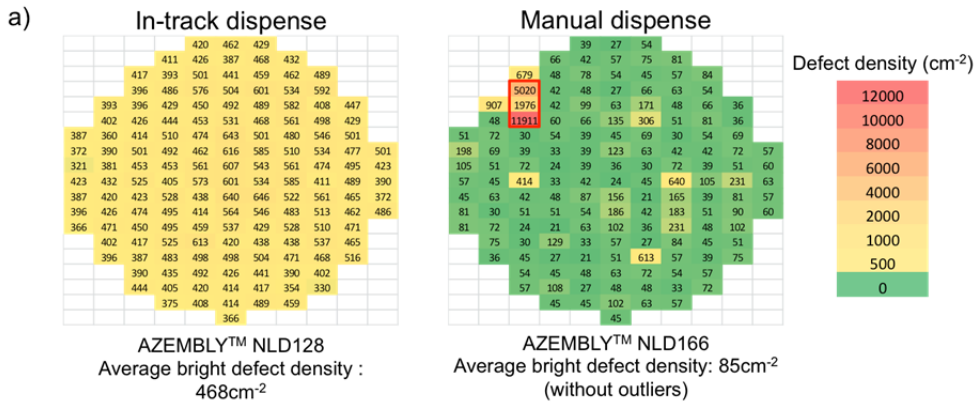 a)
In-track dispense
420 462 429
411 426 387 468 432
417 393 501 441 459 462 489
396 486 576 504 601 534 592
393 396 429 450 492 489 582 408 447
402 426 444 453 531 468 561 498 429
387 360 414 510 474 643 501 480 546 501
372 390 501 492 462 616 585 510 534 477 501
321 381 453 453 561 607 543 561 474 495 423
423 432 525 405 573 601 534 585 411 489 390
387 420 423 528 438 640 646 522 561 465 372
396 426 474 495 414 564 546 483 513 462 486
366 471 450 495 459 537 429 528 510 471
402 417 525 613 420 438 438 537 465
396 387 483 498 498 504 471 468 516
390 435 492 426 441 390 402
444 405 420 414 417 354 330
375 408 414 489 459
366
AZEMBLY™ NLD128
Average bright defect density :
468cm-2
Manual dispense
39 27 54
66 42 57 75 81
679 48 78 54 45 57 84
5020 42 48 27 66 63 54
907 1976 42 99 63 171 48 66 36
48 11911 60 66 135 306 51 81 36
51 72 30 54 39 45 69 30 54 69
198 69 39 33 39 123 63 42 42 72 57
105 51 72 24 39 36 30 72 39 51 60
57 45 414 33 42 24 45 640 105 231 63
45 63 42 48 87 156 21 165 39 81 57
81 30 51 51 54 186 42 183 51 90 60
81 72 24 21 63 102 36 231 48 102
75 30 129 33 57 27 84 45 51
36 45 27 21 51 613 57 39 75
54 45 48 63 72 54 57
57 108 27 48 48 33 72
45 45 102 63 57
45
AZEMBLY™ NLD166
Average bright defect density: 85cm-2
(without outliers)
Defect density (cm-2)
12000
10000
8000
6000
4000
2000
1000
500
0